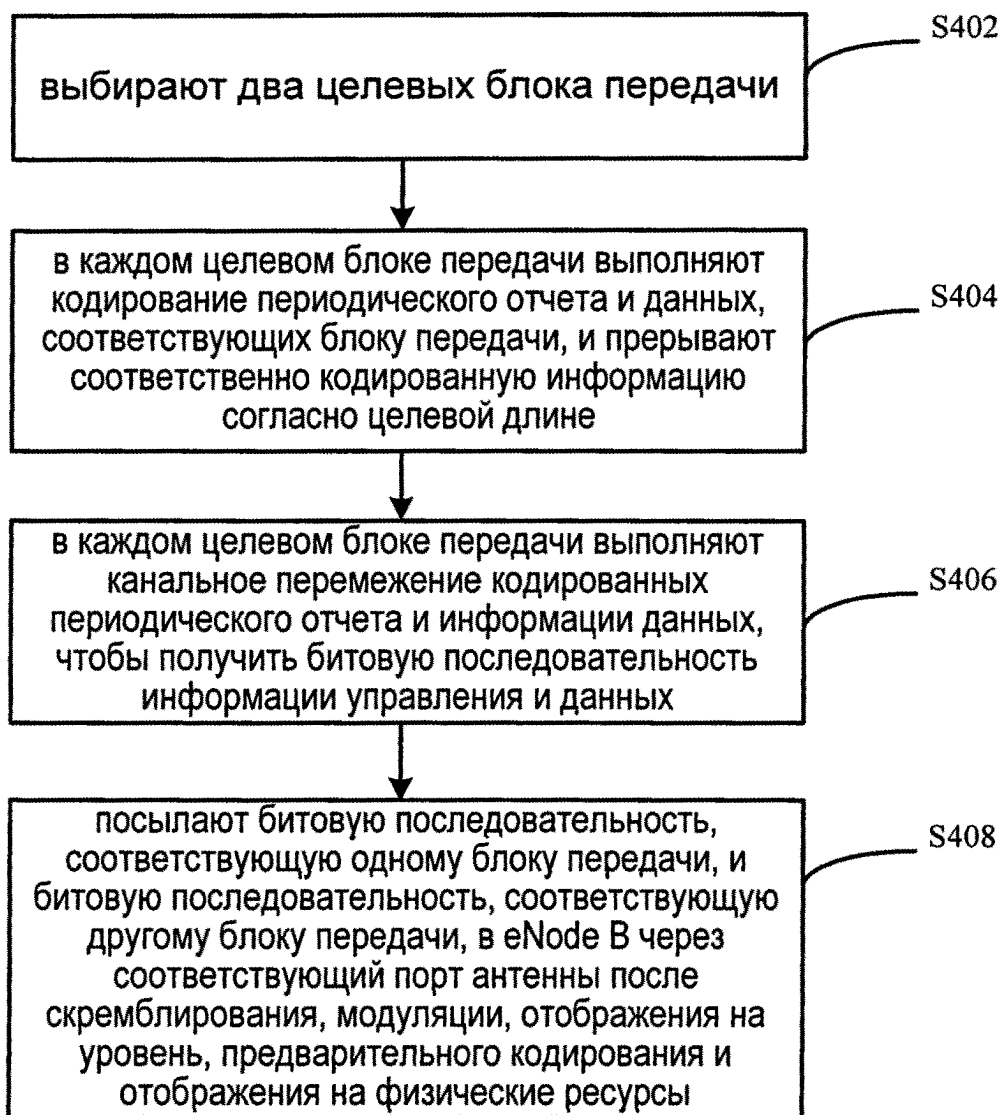 выбирают два целевых блока передачи
S402
в каждом целевом блоке передачи выполняют
кодирование периодического отчета и данных,
соответствующих блоку передачи, и прерывают
соответственно кодированную информацию
согласно целевой длине
S404
в каждом целевом блоке передачи выполняют
канальное перемежение кодированных
периодического отчета и информации данных,
чтобы получить битовую последовательность
информации управления и данных
S406
посылают битовую последовательность,
соответствующую одному блоку передачи, и
битовую последовательность, соответствующую
другому блоку передачи, в eNode B через
соответствующий порт антенны после
скремблирования, модуляции, отображения на
уровень, предварительного кодирования и
отображения на физические ресурсы
S408